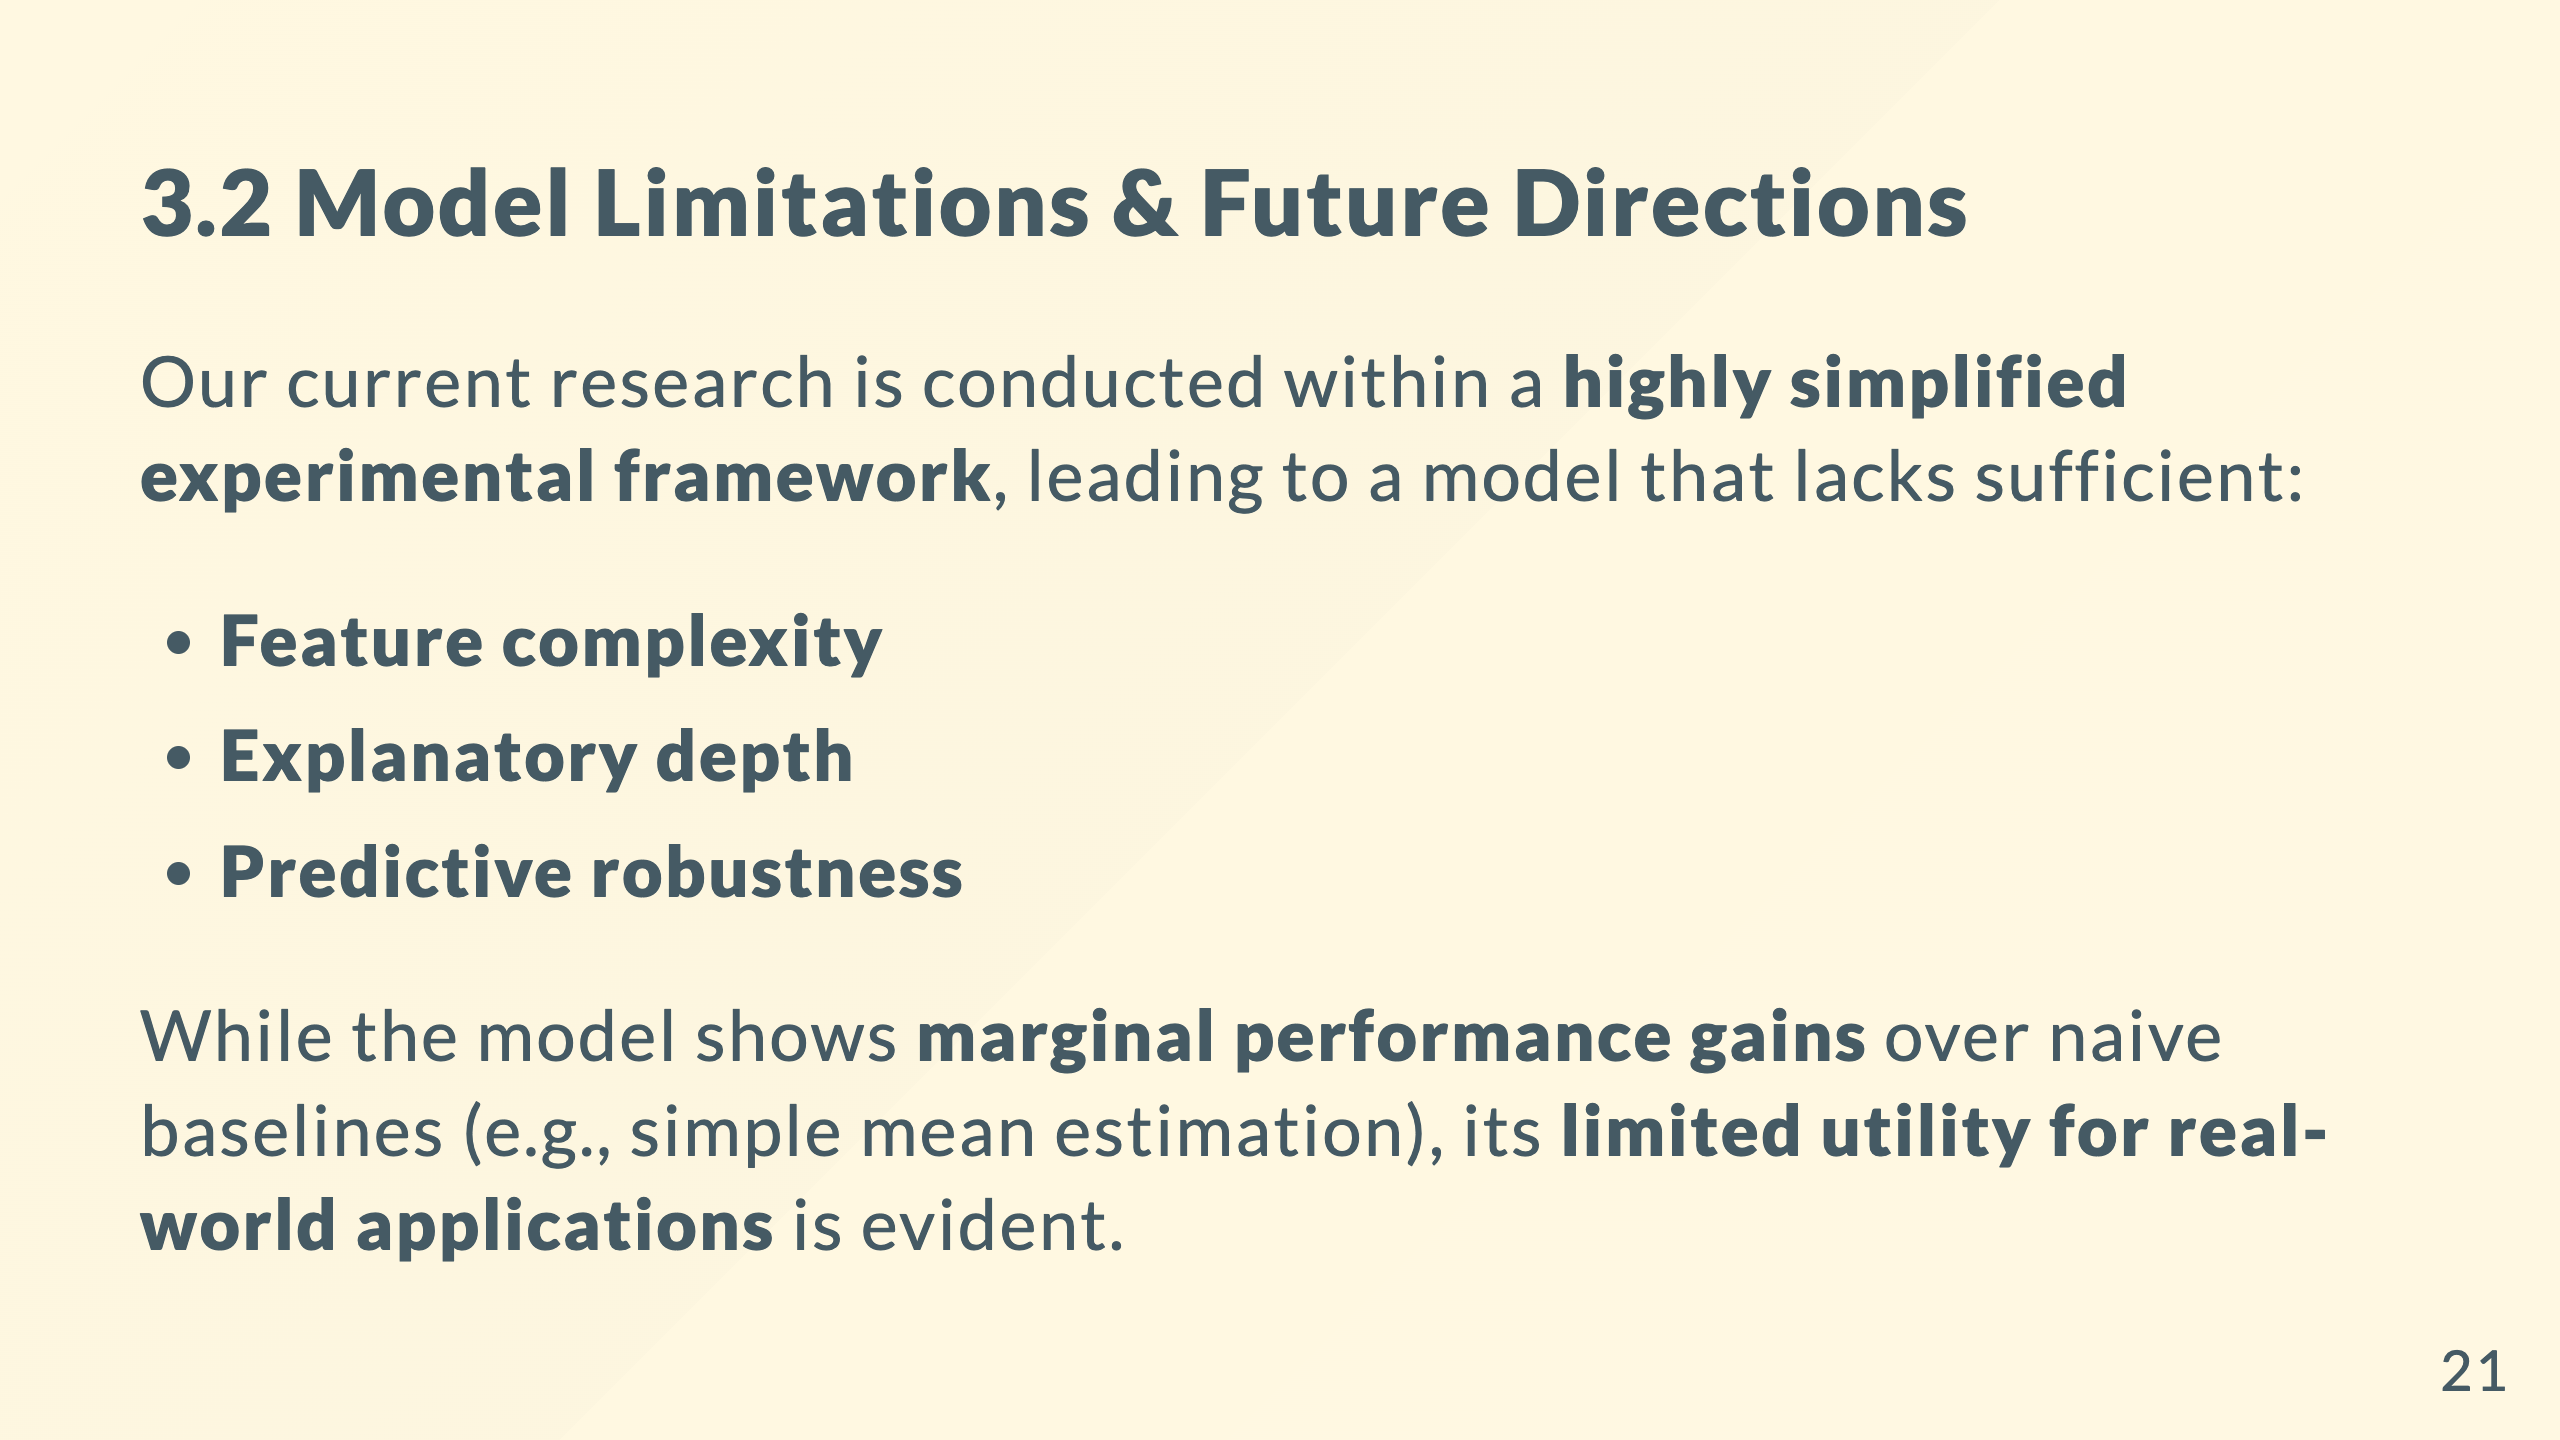 3.2 Model Limitations & Future Directions
Our current research is conducted within a highly simplified
experimental framework, leading to a model that lacks sufficient:
• Feature complexity
• Explanatory depth
• Predictive robustness
While the model shows marginal performance gains over naive
baselines (e.g., simple mean estimation), its limited utility for real-
world applications is evident.
21